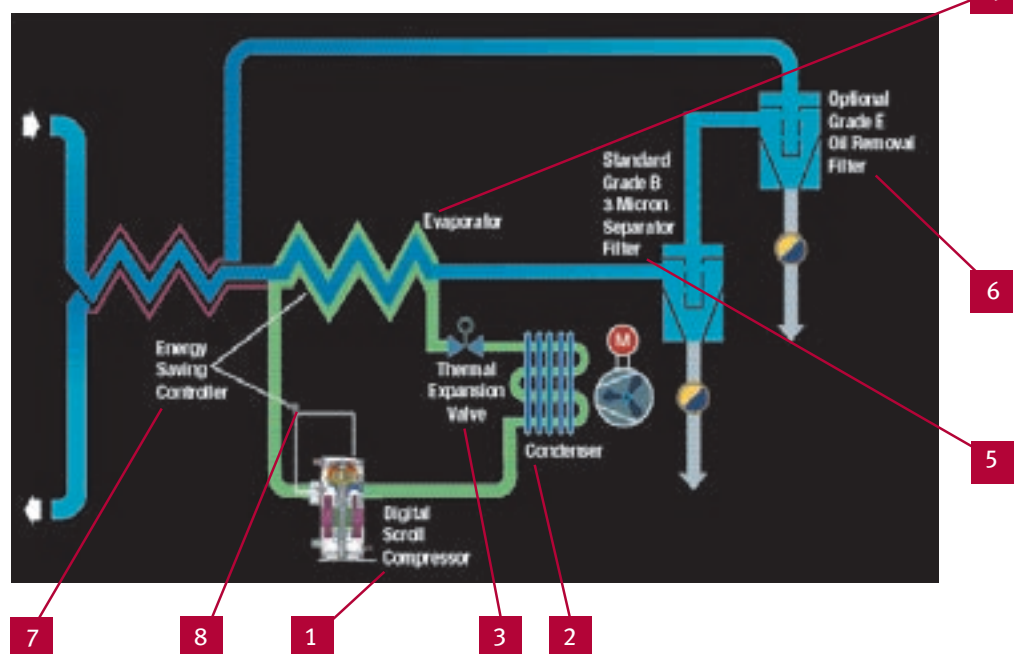 Optional
Grade E
Oil Removal
Filter
Standard
Grade B
3 Micron
Separator
Filter
Evaporator
6
Energy
Saving
Controller
M
Thermal
Expansion
Valve
Condenser
5
Digital
Scroll
Compressor
7
8
1
3
2